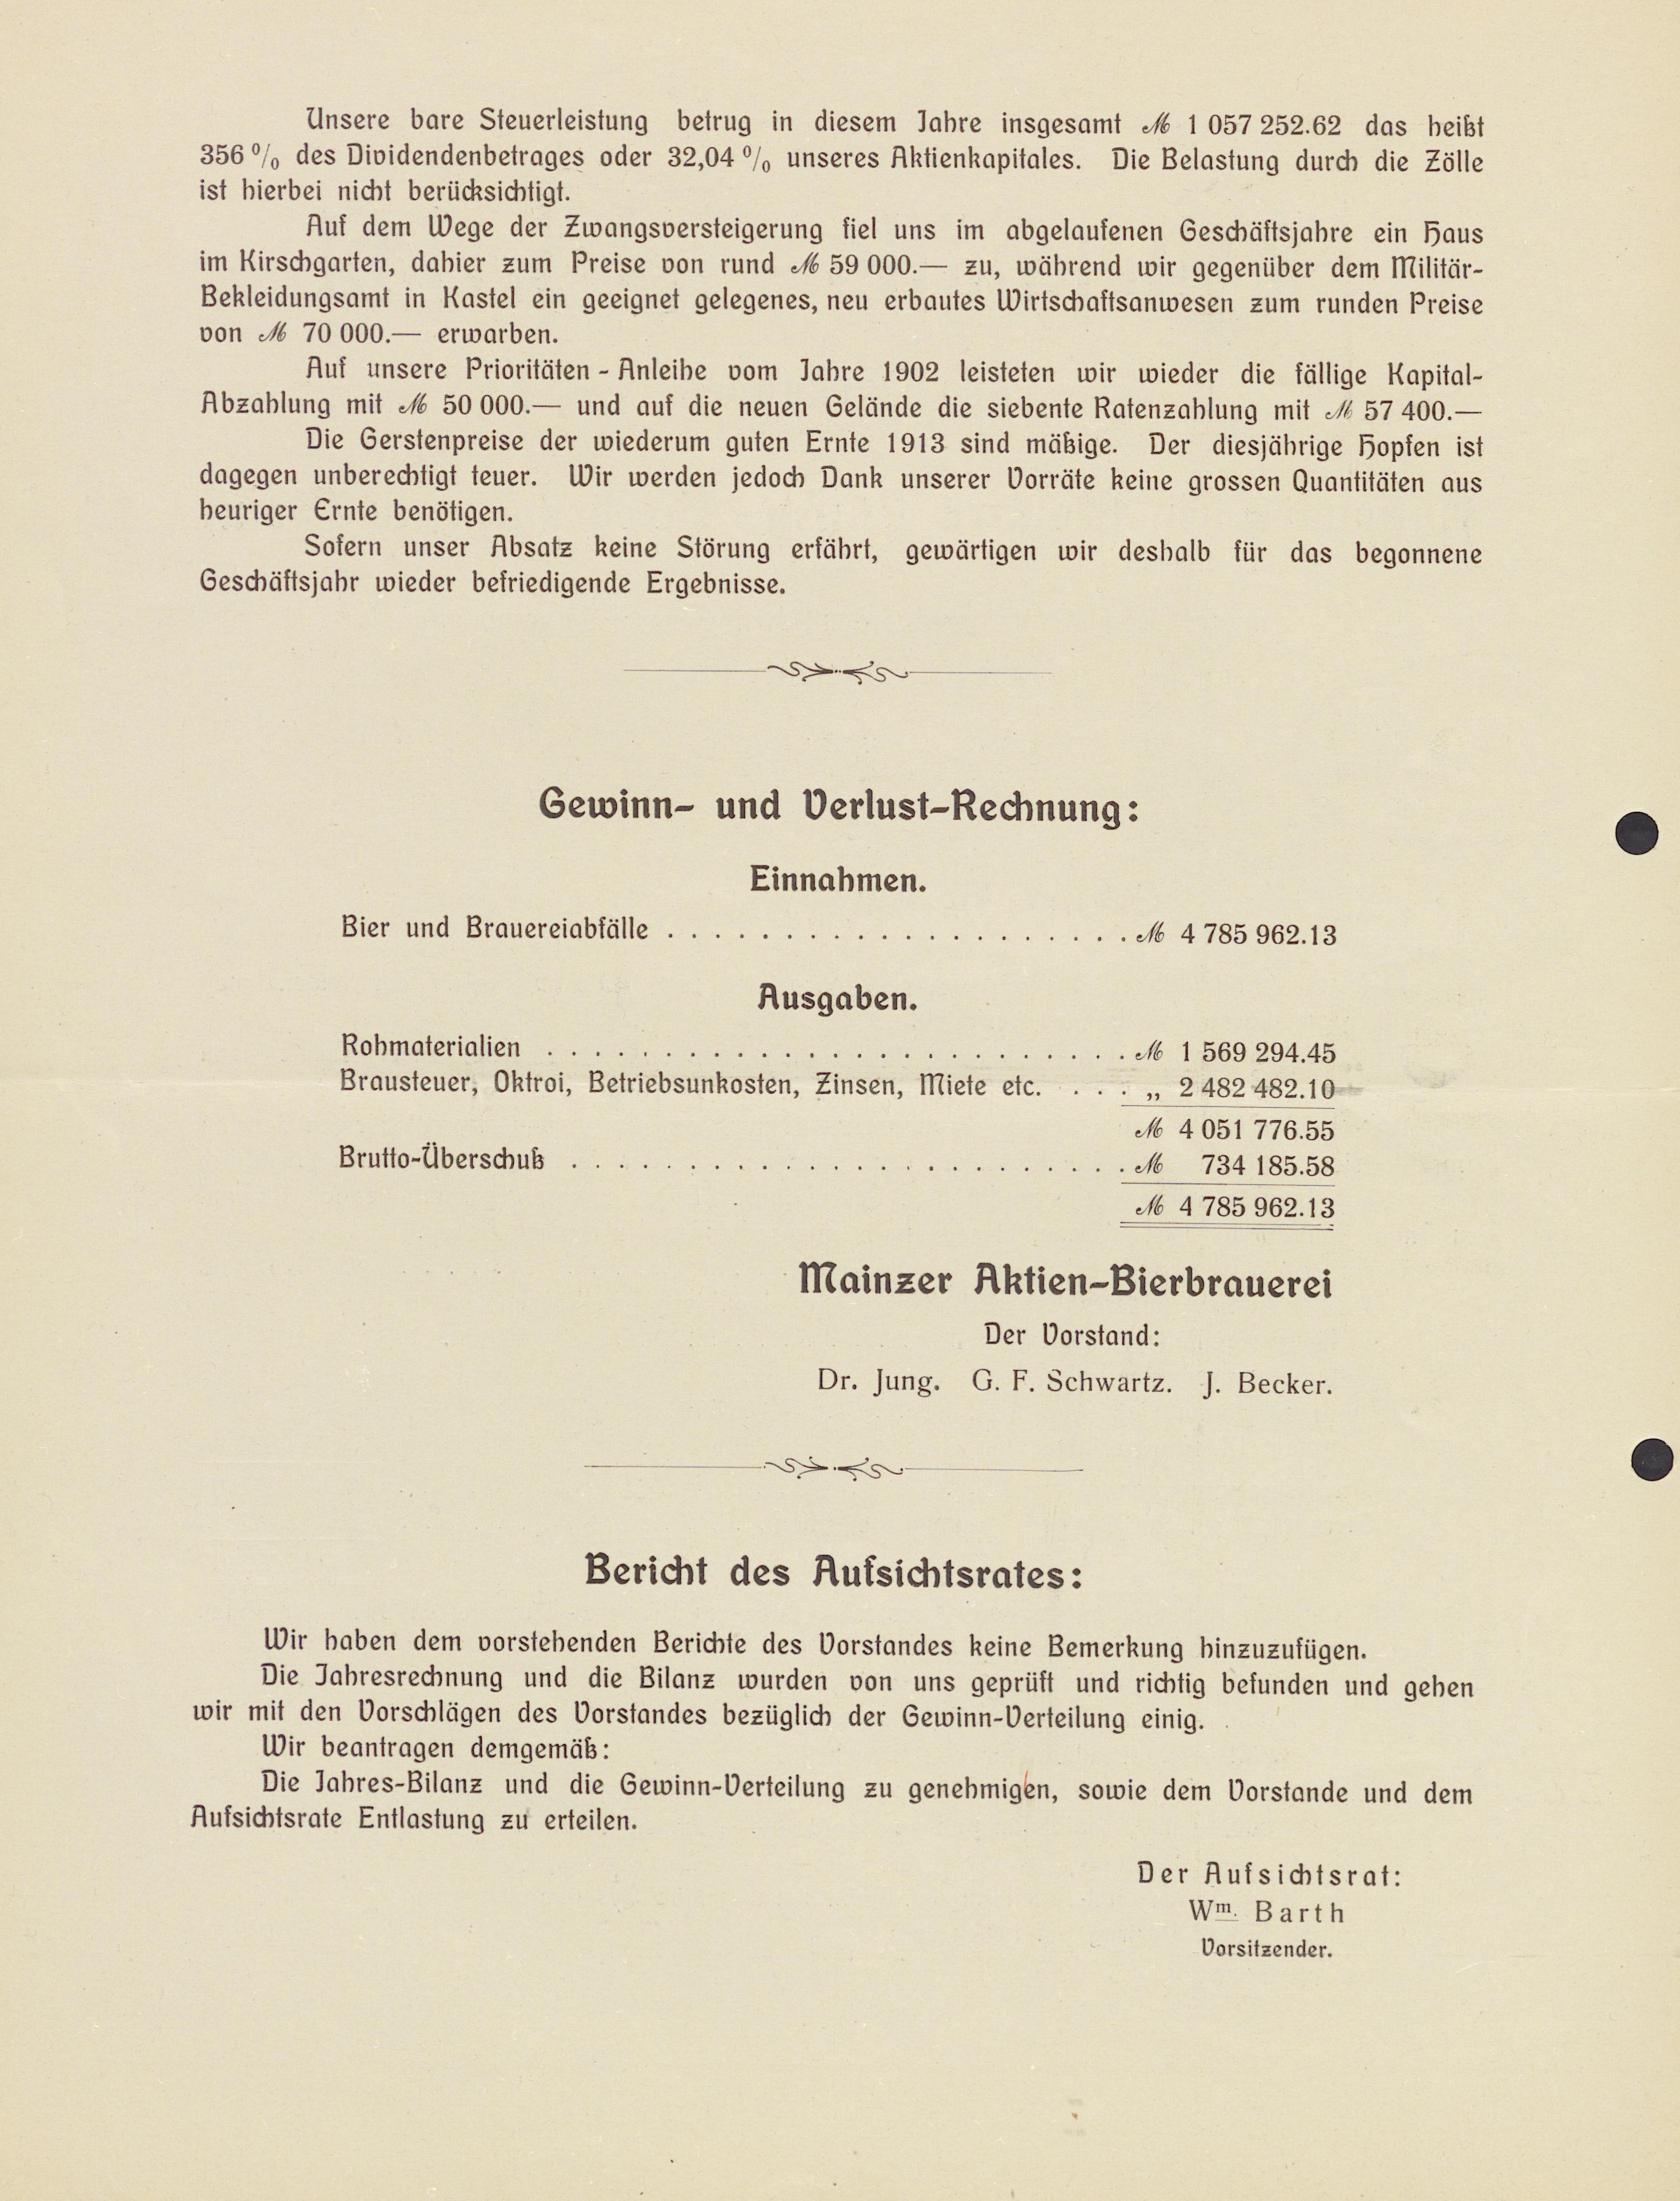 Unsere bare Steuerleistung betrug in diesem Jahre insgesamt ℳ 1 057 252.62 das heißt
356 % des Dividendenbetrages oder 32,04 % unseres Aktienkapitales. Die Belastung durch die Zölle
ist hierbei nicht berücksichtigt.
Auf dem Wege der Zwangsversteigerung fiel uns im abgelaufenen Geschäftsjahre ein Haus
im Kirschgarten, dahier zum Preise von rund ℳ 59 000.— zu, während wir gegenüber dem Militär-
Bekleidungsamt in Kastel ein geeignet gelegenes, neu erbautes Wirtschaftsanwesen zum runden Preise
von ℳ 70 000.— erwarben.
Auf unsere Prioritäten-Anleihe vom Jahre 1902 leisteten wir wieder die fällige Kapital-
Abzahlung mit ℳ 50 000.— und auf die neuen Gelände die siebente Ratenzahlung mit ℳ 57 400.—
Die Gerstenpreise der wiederum guten Ernte 1913 sind mäßige. Der diesjährige Hopfen ist
dagegen unberechtigt teuer. Wir werden jedoch Dank unserer Vorräte keine grossen Quantitäten aus
heuriger Ernte benötigen.
Sofern unser Absatz keine Störung erfährt, gewärtigen wir deshalb für das begonnene
Geschäftsjahr wieder befriedigende Ergebnisse.
Gewinn- und Verlust-Rechnung:
Einnahmen.
Bier und Brauereiabfälle . . . . . . . . . . . . . . . . . . . . ℳ 4 785 962.13
Ausgaben.
Rohmaterialien . . . . . . . . . . . . . . . . . . . . . . . . . ℳ 1 569 294.45
Brausteuer, Oktroi, Betriebsunkosten, Zinsen, Miete etc. . . . „ 2 482 482.10
ℳ 4 051 776.55
Brutto-Überschuß . . . . . . . . . . . . . . . . . . . . . . . . ℳ 734 185.58
ℳ 4 785 962.13
Mainzer Aktien-Bierbrauerei
Der Vorstand:
Dr. Jung. G. F. Schwartz. J. Becker.
Bericht des Aufsichtsrates:
Wir haben dem vorstehenden Berichte des Vorstandes keine Bemerkung hinzuzufügen.
Die Jahresrechnung und die Bilanz wurden von uns geprüft und richtig befunden und gehen
wir mit den Vorschlägen des Vorstandes bezüglich der Gewinn-Verteilung einig.
Wir beantragen demgemäß:
Die Jahres-Bilanz und die Gewinn-Verteilung zu genehmigen, sowie dem Vorstande und dem
Aufsichtsrate Entlastung zu erteilen.
Der Aufsichtsrat:
Wm. Barth
Vorsitzender.